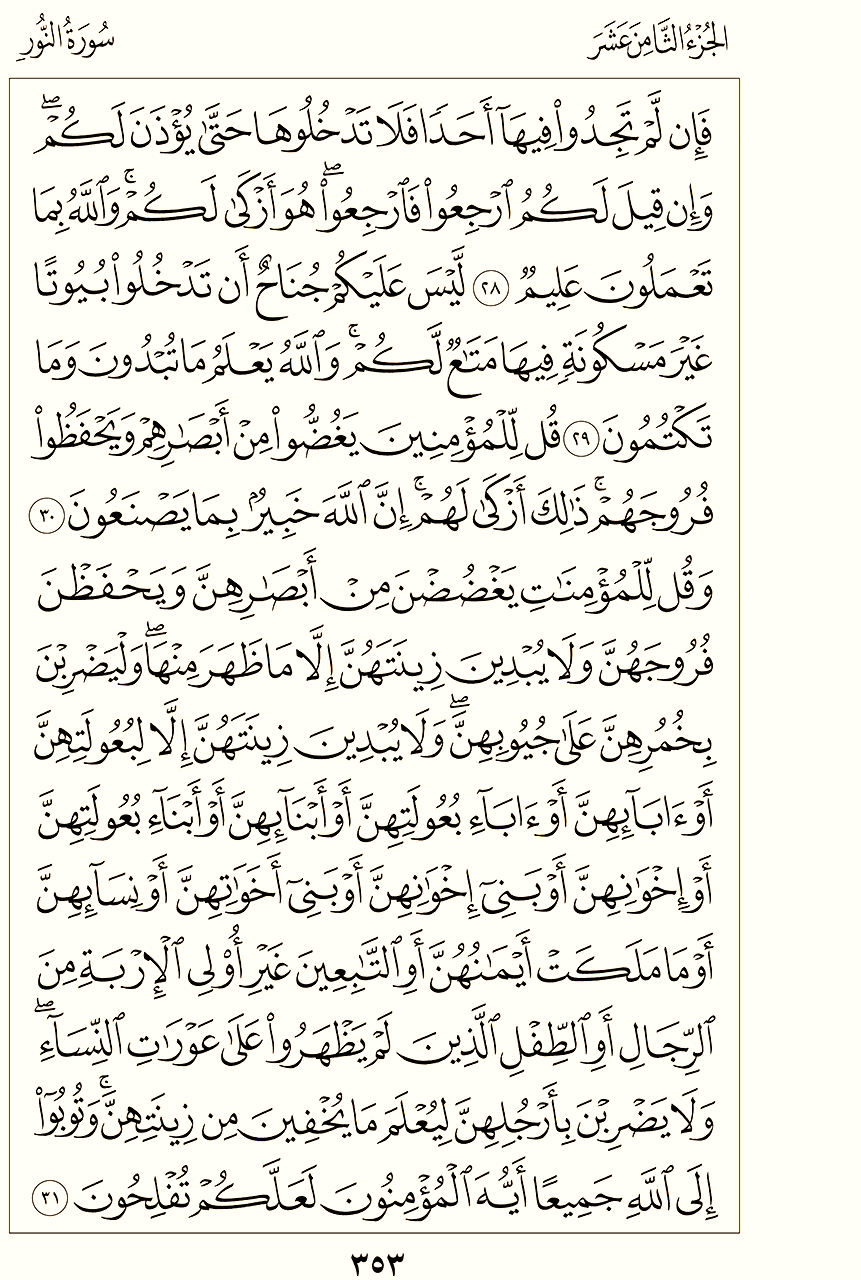 الجُزْءُ الثَّامِنَ عَشَرَ
سُورَةُ النُّورِ
فَإِن لَّمْ تَجِدُوا۟ فِيهَآ أَحَدًا فَلَا تَدْخُلُوهَا حَتَّىٰ يُؤْذَنَ لَكُمْ ۖ
وَإِن قِيلَ لَكُمُ ٱرْجِعُوا۟ فَٱرْجِعُوا۟ ۖ هُوَ أَزْكَىٰ لَكُمْ ۚ وَٱللَّهُ بِمَا
تَعْمَلُونَ عَلِيمٌ ٢٨ لَّيْسَ عَلَيْكُمْ جُنَاحٌ أَن تَدْخُلُوا۟ بُيُوتًا
غَيْرَ مَسْكُونَةٍ فِيهَا مَتَـٰعٌ لَّكُمْ ۚ وَٱللَّهُ يَعْلَمُ مَا تُبْدُونَ وَمَا
تَكْتُمُونَ ٢٩ قُل لِّلْمُؤْمِنِينَ يَغُضُّوا۟ مِنْ أَبْصَـٰرِهِمْ وَيَحْفَظُوا۟
فُرُوجَهُمْ ۚ ذَٰلِكَ أَزْكَىٰ لَهُمْ ۚ إِنَّ ٱللَّهَ خَبِيرٌۢ بِمَا يَصْنَعُونَ ٣٠
وَقُل لِّلْمُؤْمِنَـٰتِ يَغْضُضْنَ مِنْ أَبْصَـٰرِهِنَّ وَيَحْفَظْنَ
فُرُوجَهُنَّ وَلَا يُبْدِينَ زِينَتَهُنَّ إِلَّا مَا ظَهَرَ مِنْهَا ۖ وَلْيَضْرِبْنَ
بِخُمُرِهِنَّ عَلَىٰ جُيُوبِهِنَّ ۖ وَلَا يُبْدِينَ زِينَتَهُنَّ إِلَّا لِبُعُولَتِهِنَّ
أَوْ ءَابَآئِهِنَّ أَوْ ءَابَآءِ بُعُولَتِهِنَّ أَوْ أَبْنَآئِهِنَّ أَوْ أَبْنَآءِ بُعُولَتِهِنَّ
أَوْ إِخْوَٰنِهِنَّ أَوْ بَنِىٓ إِخْوَٰنِهِنَّ أَوْ بَنِىٓ أَخَوَٰتِهِنَّ أَوْ نِسَآئِهِنَّ
أَوْ مَا مَلَكَتْ أَيْمَـٰنُهُنَّ أَوِ ٱلتَّـٰبِعِينَ غَيْرِ أُو۟لِى ٱلْإِرْبَةِ مِنَ
ٱلرِّجَالِ أَوِ ٱلطِّفْلِ ٱلَّذِينَ لَمْ يَظْهَرُوا۟ عَلَىٰ عَوْرَٰتِ ٱلنِّسَآءِ ۖ
وَلَا يَضْرِبْنَ بِأَرْجُلِهِنَّ لِيُعْلَمَ مَا يُخْفِينَ مِن زِينَتِهِنَّ ۚ وَتُوبُوٓا۟
إِلَى ٱللَّهِ جَمِيعًا أَيُّهَ ٱلْمُؤْمِنُونَ لَعَلَّكُمْ تُفْلِحُونَ ٣١
٣٥٣